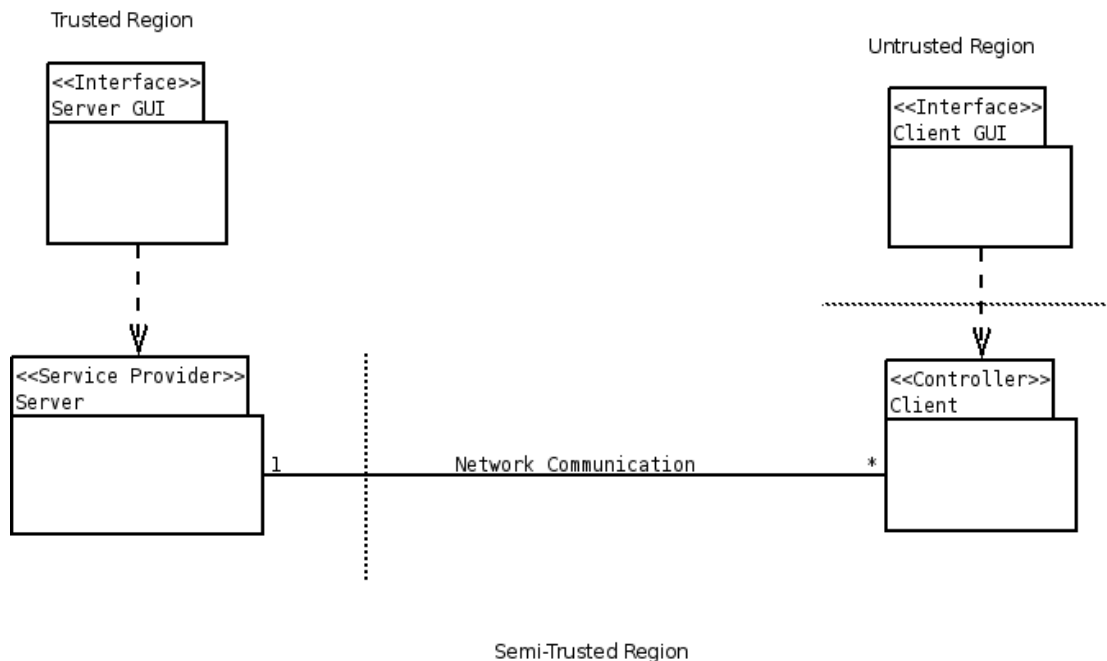 Trusted Region
Untrusted Region
<<Interface>>
Server GUI
<<Interface>>
Client GUI
<<Service Provider>>
Server
<<Controller>>
Client
1
Network Communication
*
Semi-Trusted Region